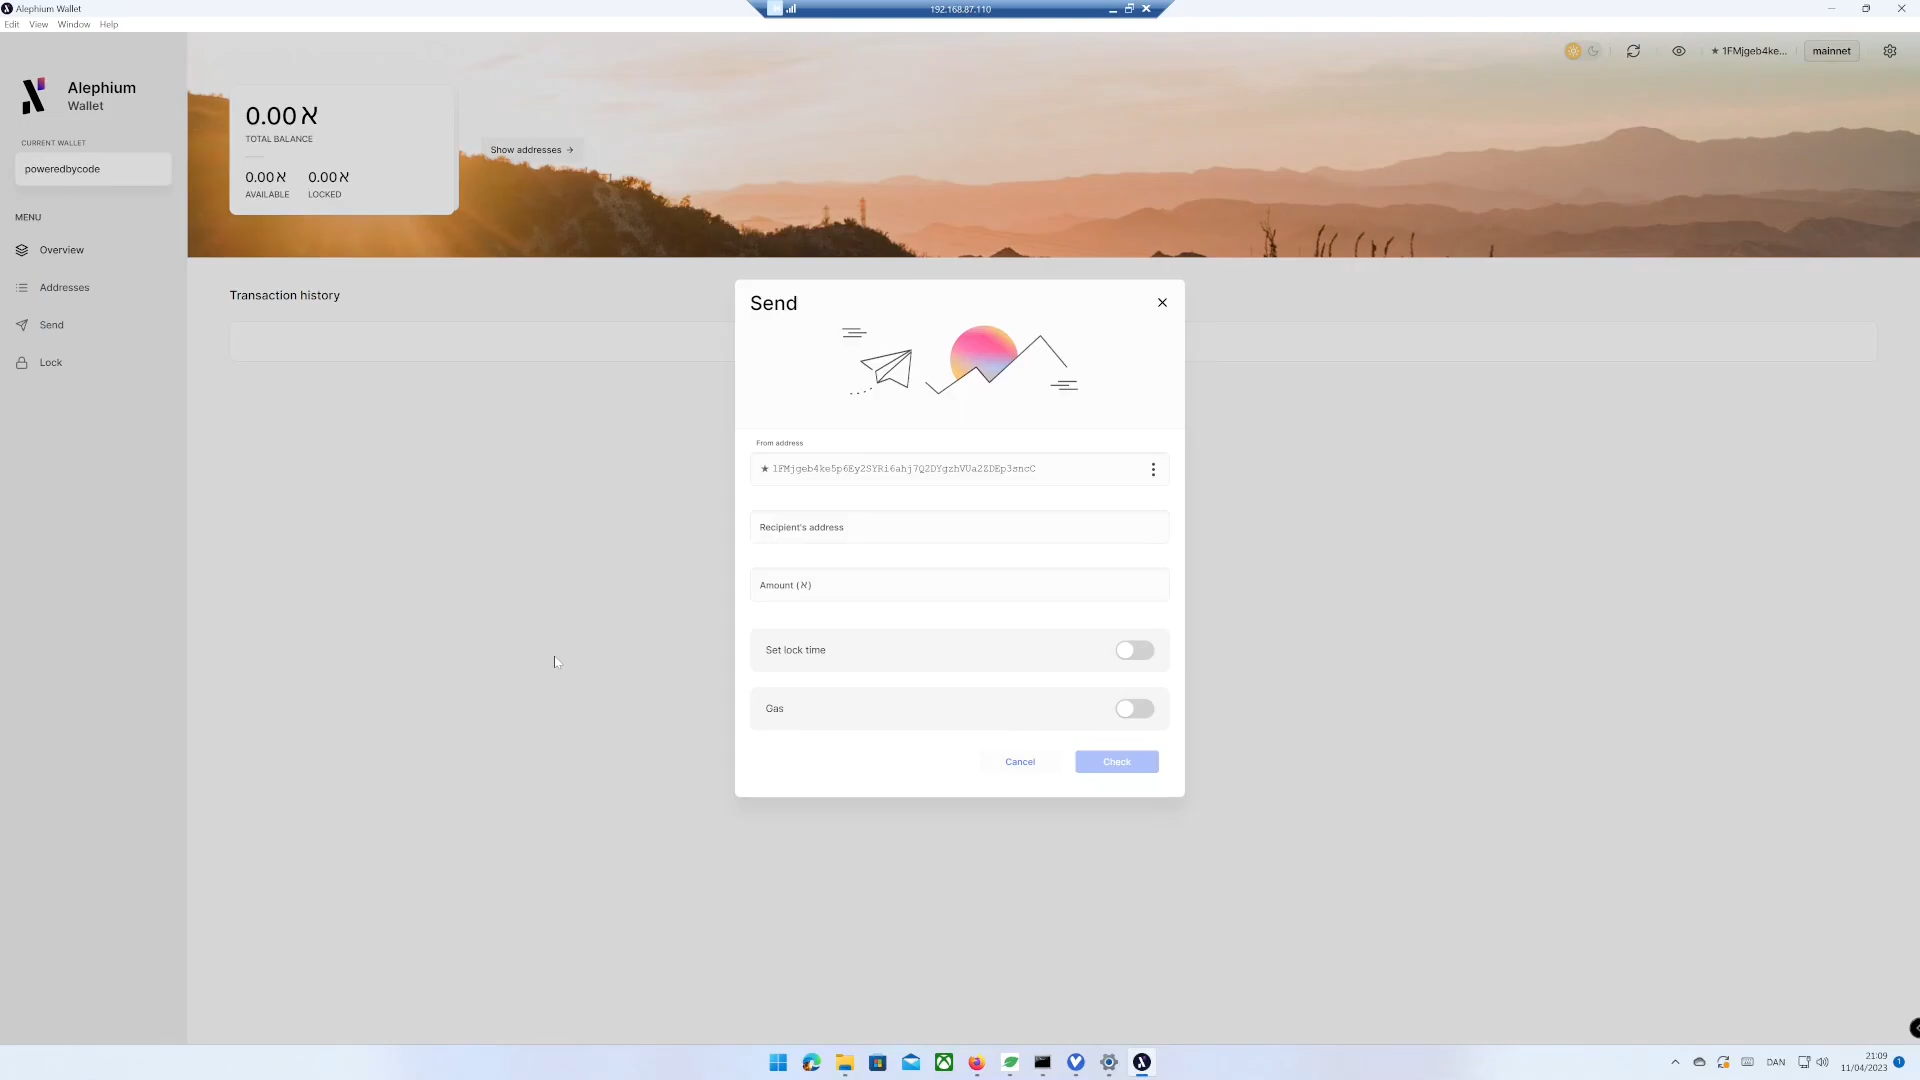 Alephium Wallet
192.168.87.110
Edit View Window Help
Alephium
Wallet
CURRENT WALLET
poweredbycode
MENU
Overview
Addresses
Send
Lock
0.00 ℵ
TOTAL BALANCE
0.00 ℵ 0.00 ℵ
AVAILABLE LOCKED
Show addresses →
★ 1FMjgeb4ke...
mainnet
Transaction history
Send
From address
★ 1FMjgeb4ke5p6Ey2SYRi6ahj7Q2DYgzhVUa2ZDEp3sncC
Recipient's address
Amount (ℵ)
Set lock time
Gas
Cancel Check
DAN
21:09
11/04/2023
1